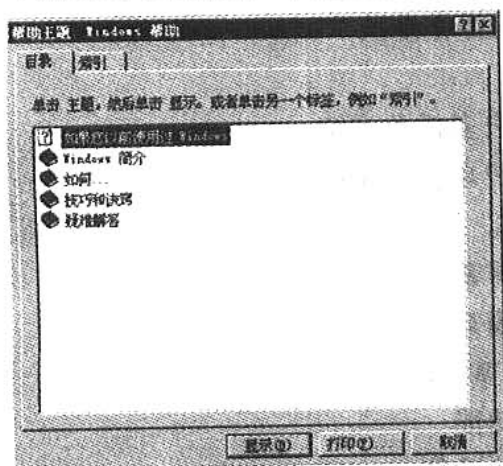 帮助主题 Windows 帮助
目录 索引
单击 主题，然后单击 显示。或者单击另一个标签，例如“索引”。
如果您以前使用过 Windows
Windows 简介
如何...
技巧和诀窍
疑难解答
显示(D) 打印(P)... 取消